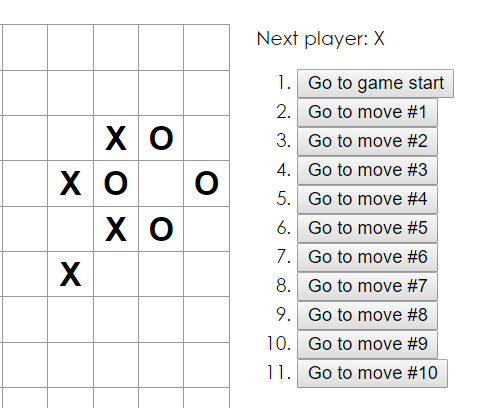 Next player: X
1. Go to game start
2. Go to move #1
3. Go to move #2
4. Go to move #3
5. Go to move #4
6. Go to move #5
7. Go to move #6
8. Go to move #7
9. Go to move #8
10. Go to move #9
11. Go to move #10
X O
X O O
X O
X